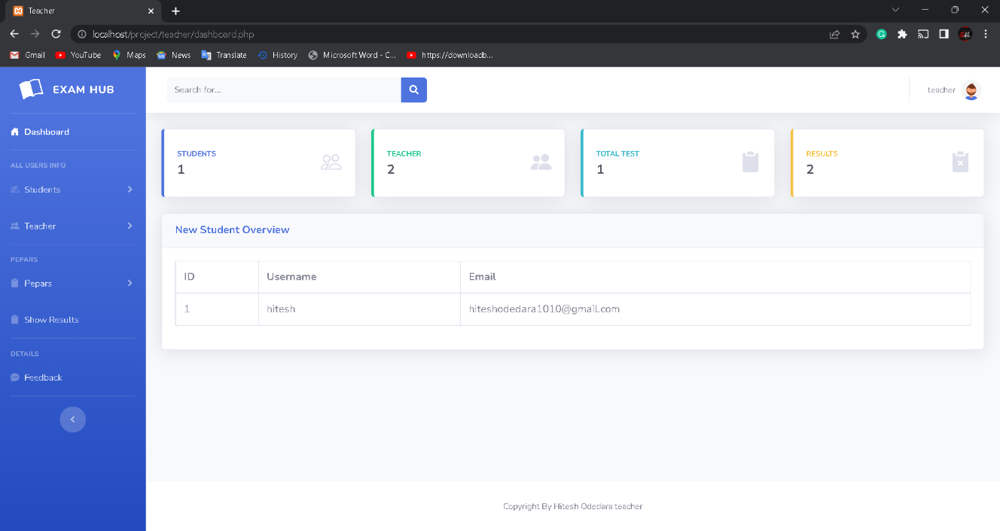 Teacher
localhost/project/teacher/dashboard.php
Gmail YouTube Maps News Translate History Microsoft Word - C... https://downloadb...
EXAM HUB
Search for...
teacher
Dashboard
ALL USERS INFO
Students
Teacher
PEPARS
Pepars
Show Results
DETAILS
Feedback
STUDENTS
1
TEACHER
2
TOTAL TEST
1
RESULTS
2
New Student Overview
ID Username Email
1 hitesh hiteshodedara1010@gmail.com
Copyright By Hitesh Odedara teacher